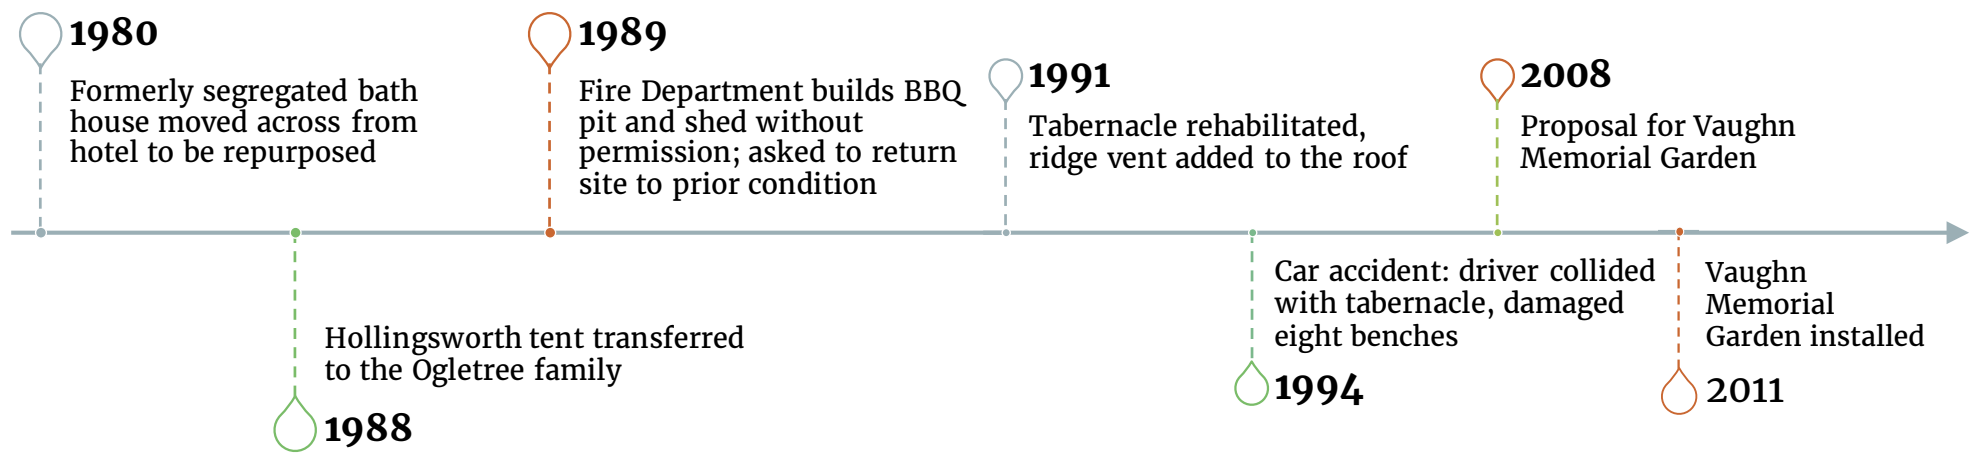 1980
Formerly segregated bath
house moved across from
hotel to be repurposed
Hollingsworth tent transferred
to the Ogletree family
1988
1989
Fire Department builds BBQ
pit and shed without
permission; asked to return
site to prior condition
1991
Tabernacle rehabilitated,
ridge vent added to the roof
Car accident: driver collided
with tabernacle, damaged
eight benches
1994
2008
Proposal for Vaughn
Memorial Garden
Vaughn
Memorial
Garden installed
2011